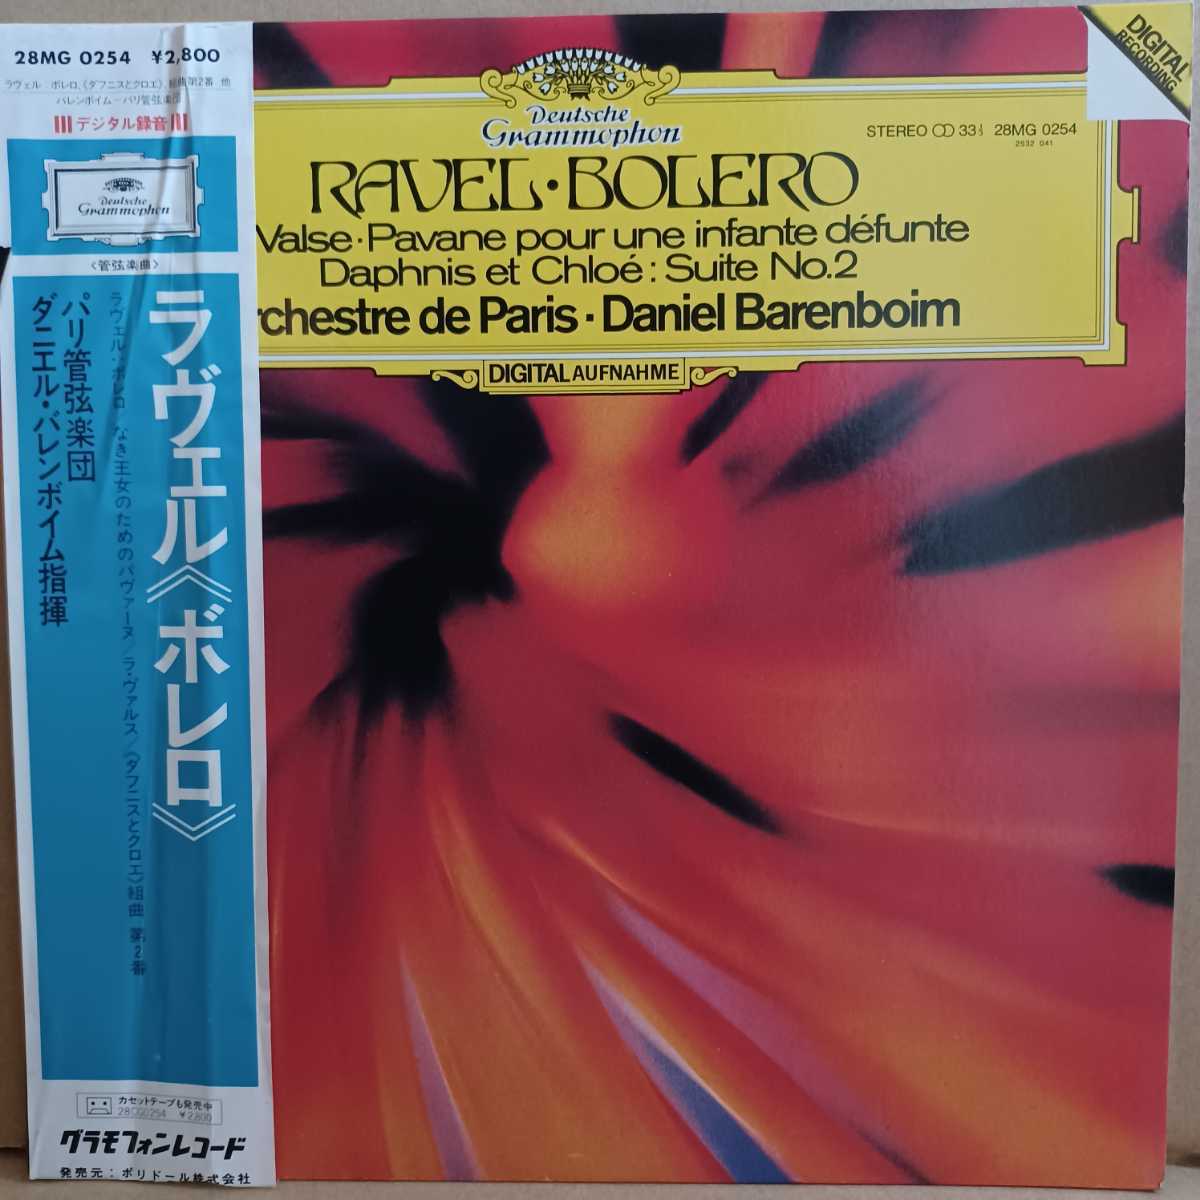 28MG 0254 ¥2,800
ラヴェル ボレロ、《ダフニスとクロエ》組曲第2番 他
バレンボイム－パリ管弦楽団
デジタル録音
Deutsche
Grammophon
〈管弦楽曲〉
ラヴェル《ボレロ》
ラヴェル：ボレロ なき王女のためのパヴァーヌ／ラ・ヴァルス／《ダフニスとクロエ》組曲 第2番
パリ管弦楽団
ダニエル・バレンボイム指揮
カセットテープも発売中
28CG0254 ¥2,800
グラモフォンレコード
発売元：ポリドール株式会社
Deutsche
Grammophon
STEREO 33⅓ 28MG 0254
2532 041
RAVEL·BOLERO
Valse·Pavane pour une infante défunte
Daphnis et Chloé: Suite No.2
rchestre de Paris·Daniel Barenboim
DIGITAL AUFNAHME
DIGITAL
RECORDING